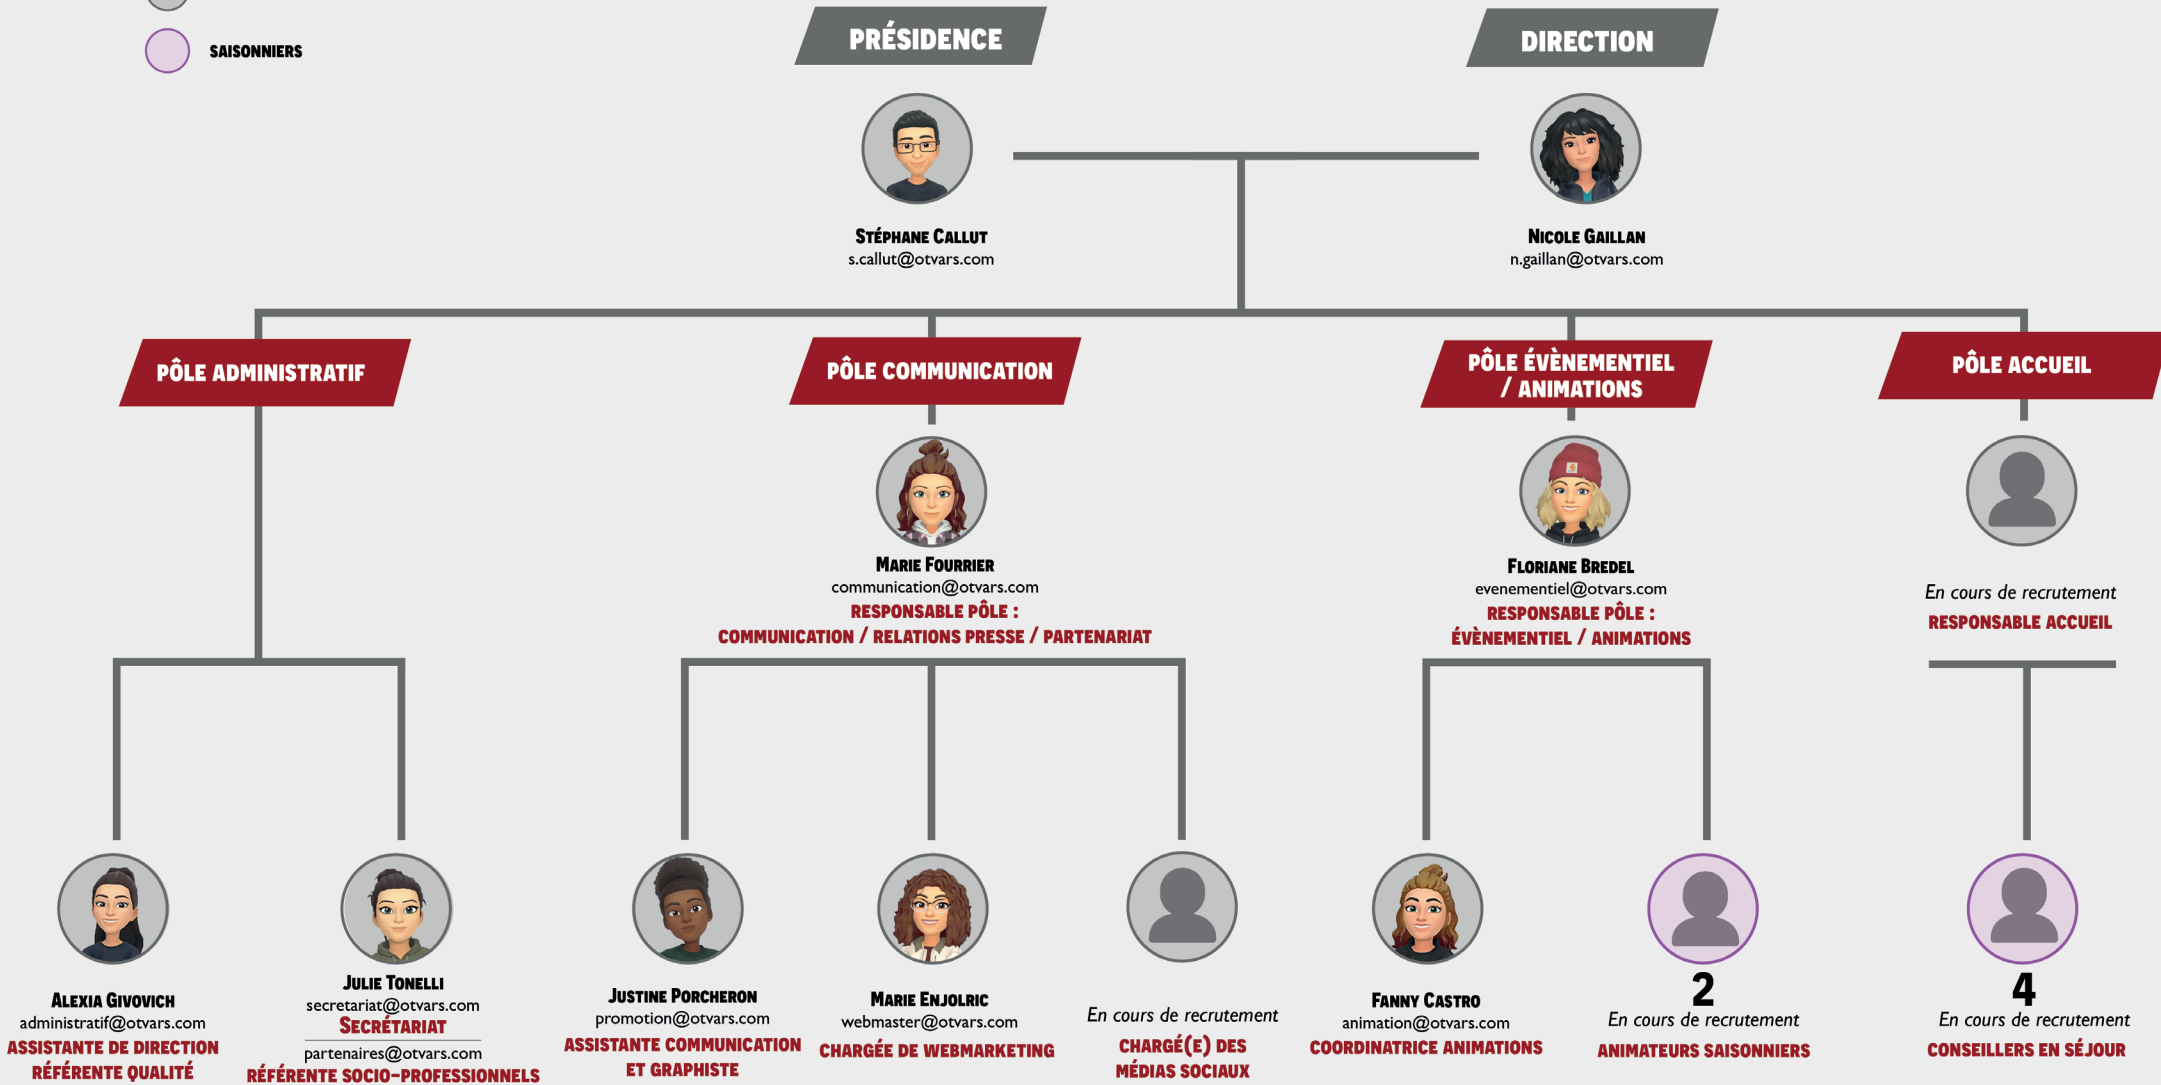 SAISONNIERS
PRÉSIDENCE
DIRECTION
STÉPHANE CALLUT
s.callut@otvars.com
NICOLE GAILLAN
n.gaillan@otvars.com
PÔLE ADMINISTRATIF
PÔLE COMMUNICATION
PÔLE ÉVÈNEMENTIEL
/ ANIMATIONS
PÔLE ACCUEIL
MARIE FOURRIER
communication@otvars.com
RESPONSABLE PÔLE :
COMMUNICATION / RELATIONS PRESSE / PARTENARIAT
FLORIANE BREDEL
evenementiel@otvars.com
RESPONSABLE PÔLE :
ÉVÈNEMENTIEL / ANIMATIONS
En cours de recrutement
RESPONSABLE ACCUEIL
ALEXIA GIVOVICH
administratif@otvars.com
ASSISTANTE DE DIRECTION
RÉFÉRENTE QUALITÉ
JULIE TONELLI
secretariat@otvars.com
SECRÉTARIAT
partenaires@otvars.com
RÉFÉRENTE SOCIO-PROFESSIONNELS
JUSTINE PORCHERON
promotion@otvars.com
ASSISTANTE COMMUNICATION
ET GRAPHISTE
MARIE ENJOLRIC
webmaster@otvars.com
CHARGÉE DE WEBMARKETING
En cours de recrutement
CHARGÉ(E) DES
MÉDIAS SOCIAUX
FANNY CASTRO
animation@otvars.com
COORDINATRICE ANIMATIONS
2
En cours de recrutement
ANIMATEURS SAISONNIERS
4
En cours de recrutement
CONSEILLERS EN SÉJOUR